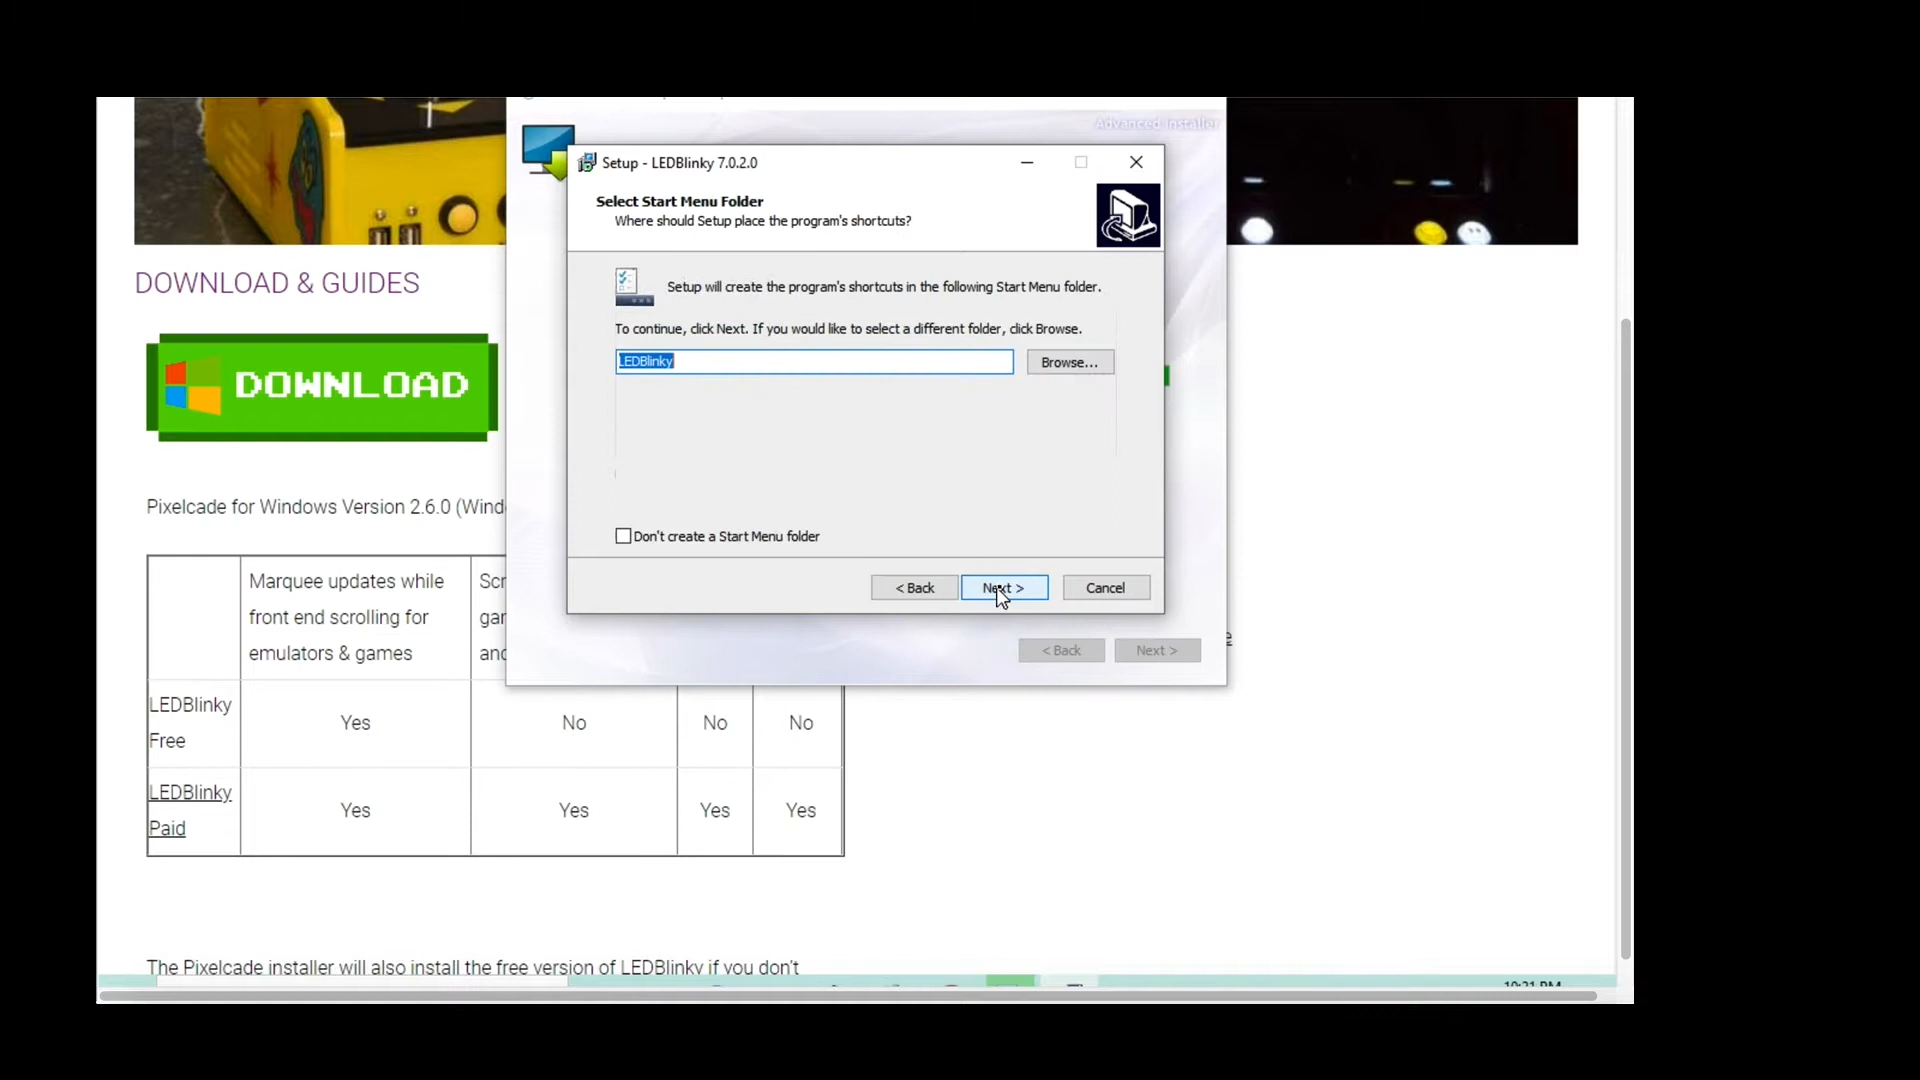 Advanced Installer
Setup - LEDBlinky 7.0.2.0
Select Start Menu Folder
Where should Setup place the program's shortcuts?
Setup will create the program's shortcuts in the following Start Menu folder.
To continue, click Next. If you would like to select a different folder, click Browse.
LEDBlinky
Browse...
Don't create a Start Menu folder
< Back
Next >
Cancel
< Back
Next >
DOWNLOAD & GUIDES
DOWNLOAD
Pixelcade for Windows Version 2.6.0
Marquee updates while
front end scrolling for
emulators & games
LEDBlinky
Free
Yes
No
No
No
LEDBlinky
Paid
Yes
Yes
Yes
Yes
The Pixelcade installer will also install the free version of LEDBlinky if you don't
10:21 PM